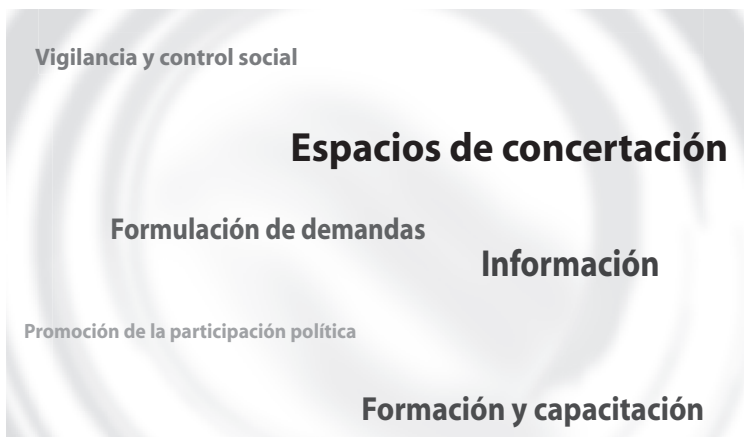 Vigilancia y control social
Espacios de concertación
Formulación de demandas
Información
Promoción de la participación política
Formación y capacitación